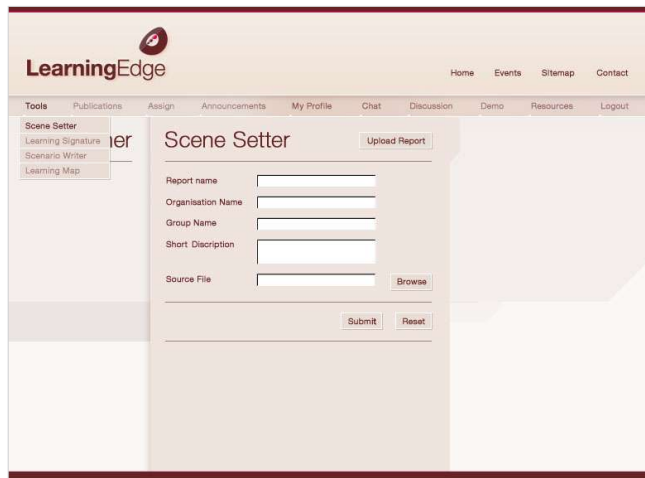 LearningEdge
Home Events Sitemap Contact
Tools Publications Assign Announcements My Profile Chat Discussion Demo Resources Logout
Scene Setter
Learning Signature
Scenario Writer
Learning Map
er
Scene Setter
Upload Report
Report name
Organisation Name
Group Name
Short Discription
Source File
Browse
Submit Reset